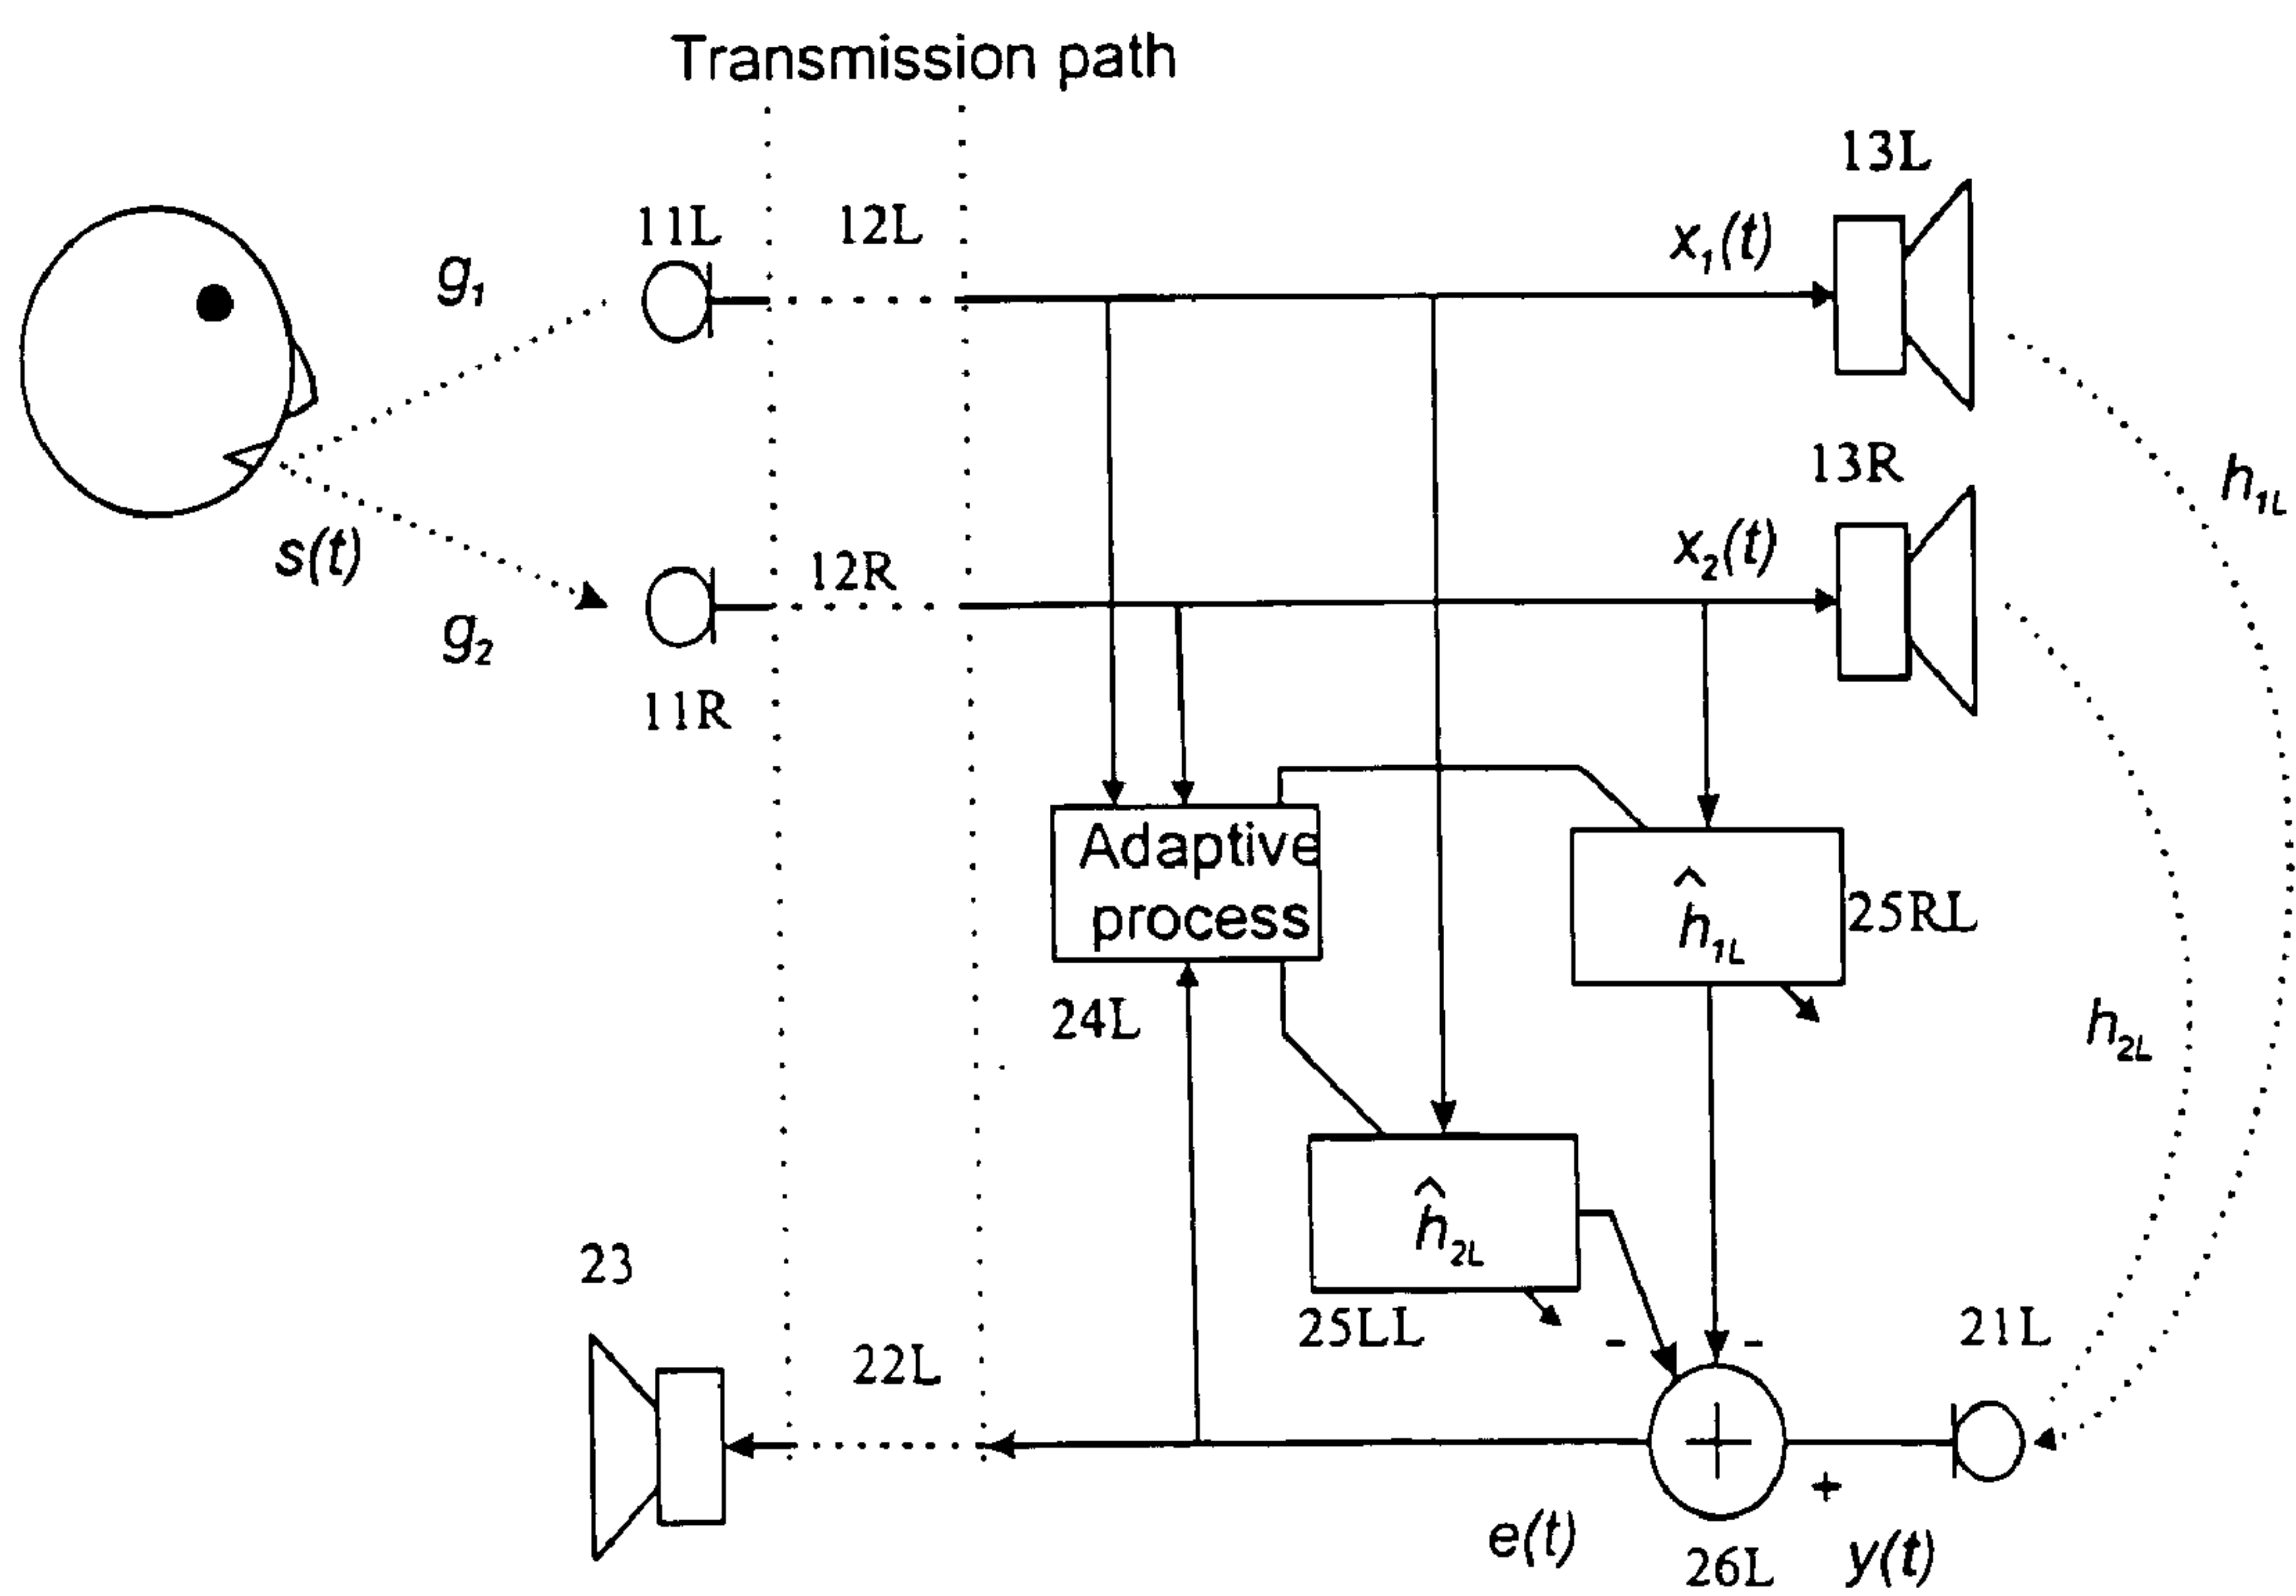 Transmission path
13L
11L
12L
x₁(t)
g₁
13R
h₁L
s(t)
12R
x₂(t)
g₂
11R
Adaptive
process
ĥ₁L
25RL
24L
h₂L
ĥ₂L
23
25LL
-
-
21L
22L
+
+
e(t)
26L
y(t)